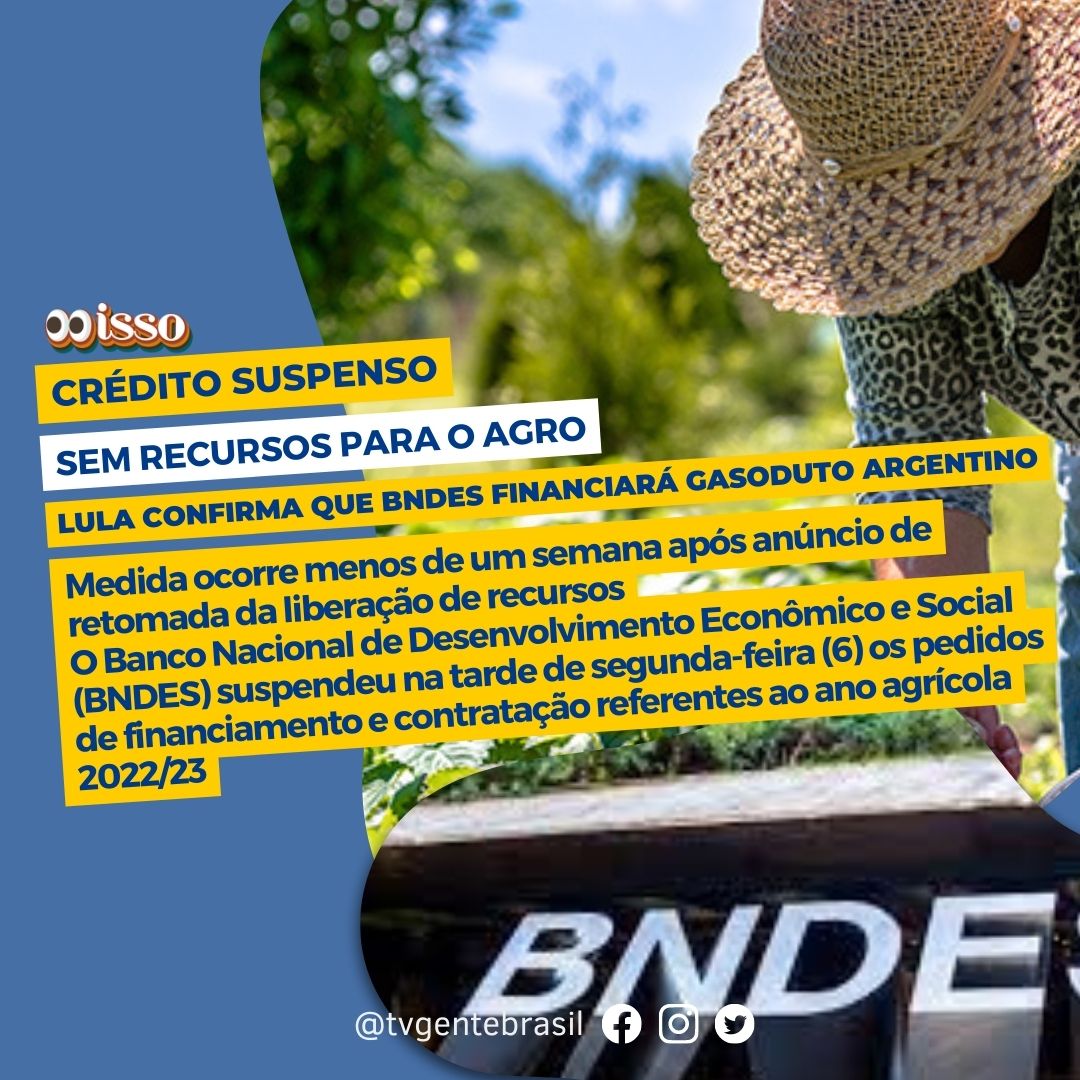 isso
CRÉDITO SUSPENSO
SEM RECURSOS PARA O AGRO
LULA CONFIRMA QUE BNDES FINANCIARÁ GASODUTO ARGENTINO
Medida ocorre menos de um semana após anúncio de
retomada da liberação de recursos
O Banco Nacional de Desenvolvimento Econômico e Social
(BNDES) suspendeu na tarde de segunda-feira (6) os pedidos
de financiamento e contratação referentes ao ano agrícola
2022/23
BNDES
@tvgentebrasil